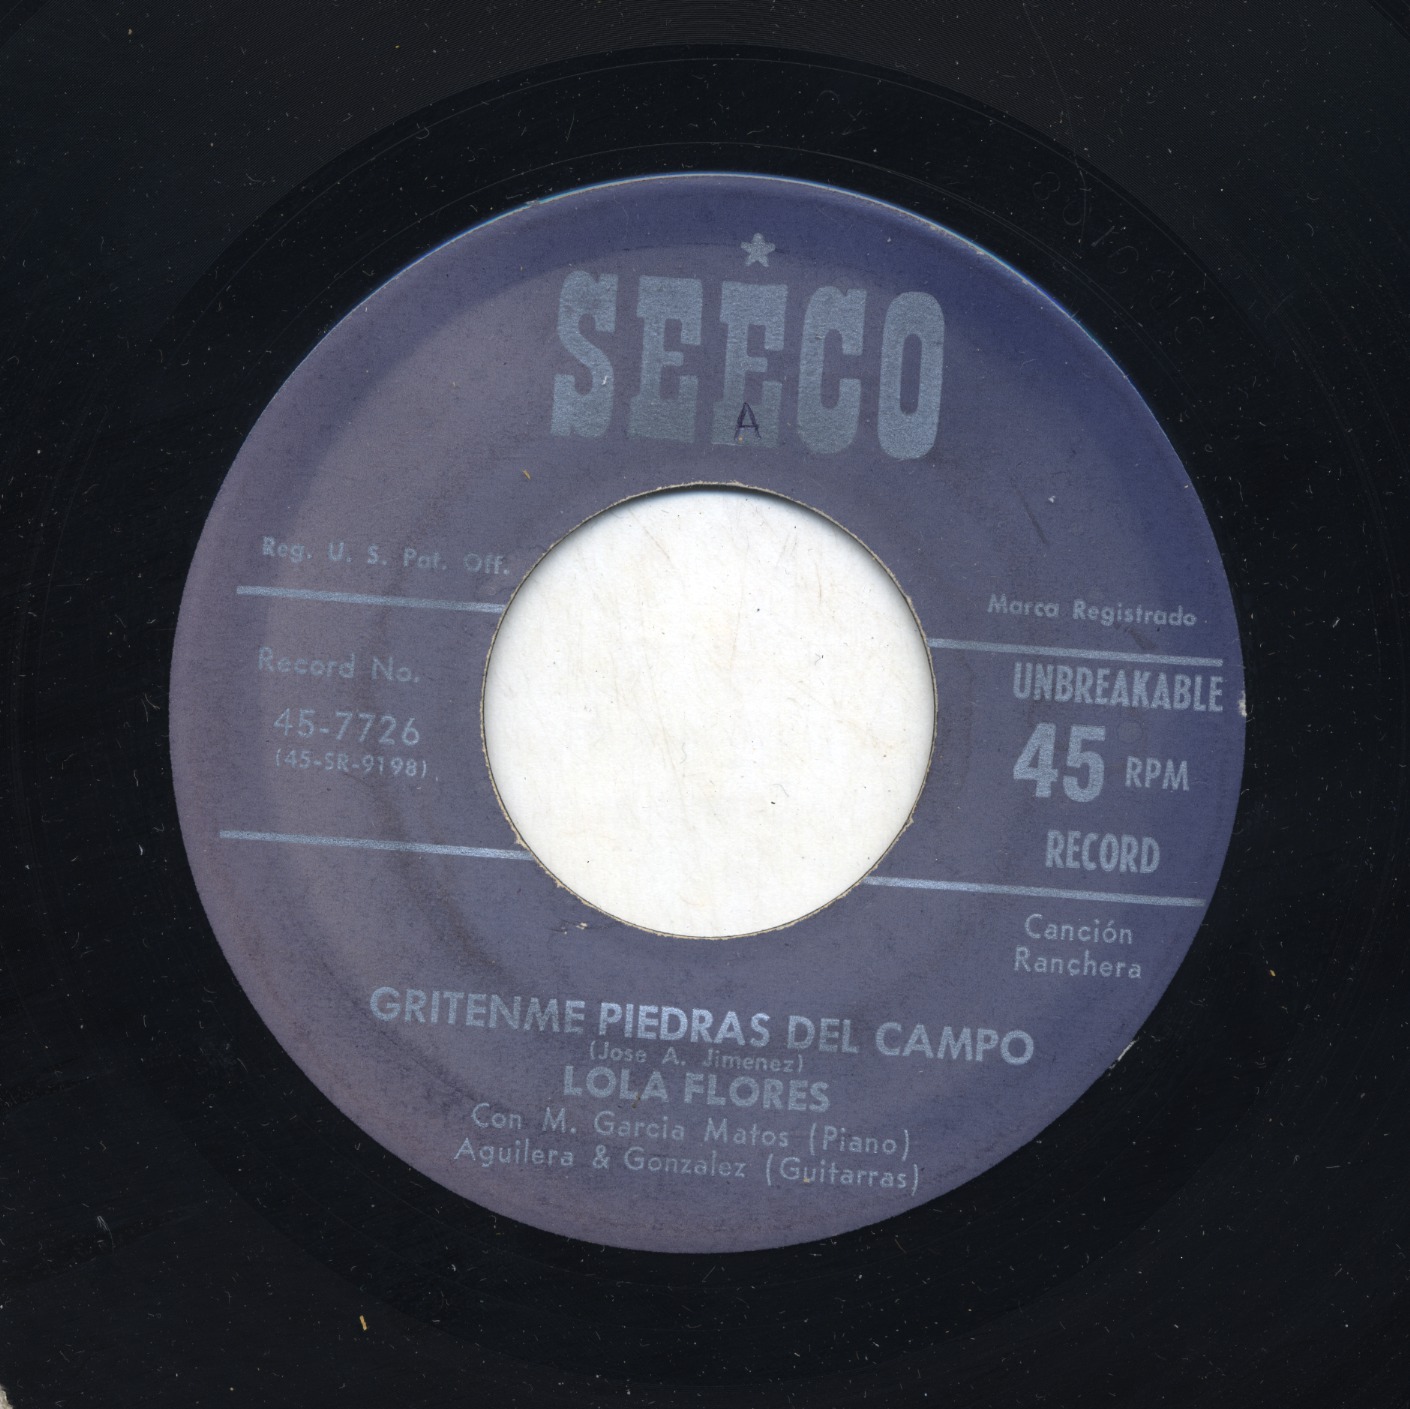 SEECO
A
Reg. U. S. Pat. Off.
Marca Registrado
Record No.
45-7726
(45-SR-9198)
UNBREAKABLE
45 RPM
RECORD
Canción
Ranchera
GRITENME PIEDRAS DEL CAMPO
(Jose A. Jimenez)
LOLA FLORES
Con M. Garcia Matos (Piano)
Aguilera & Gonzalez (Guitarras)